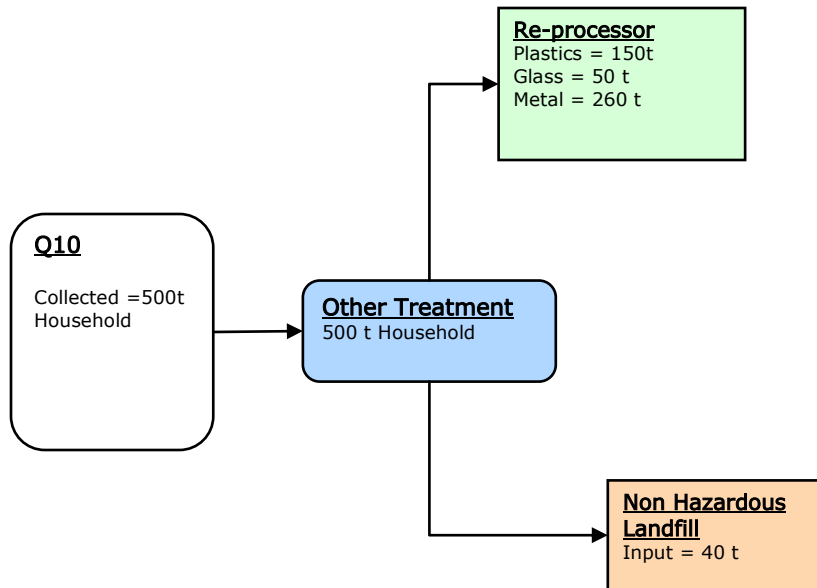 Re-processor
Plastics = 150t
Glass = 50 t
Metal = 260 t
Q10
Collected =500t
Household
Other Treatment
500 t Household
Non Hazardous
Landfill
Input = 40 t